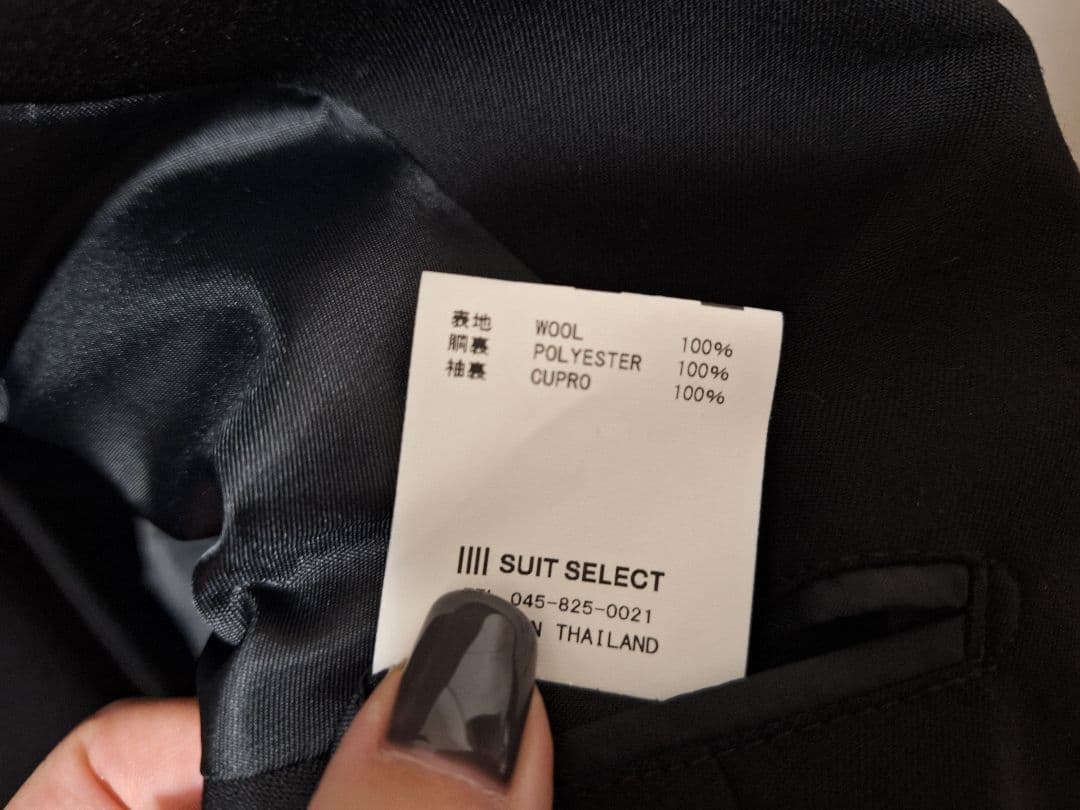 表地 WOOL 100%
胴裏 POLYESTER 100%
袖裏 CUPRO 100%
SUIT SELECT
045-825-0021
THAILAND